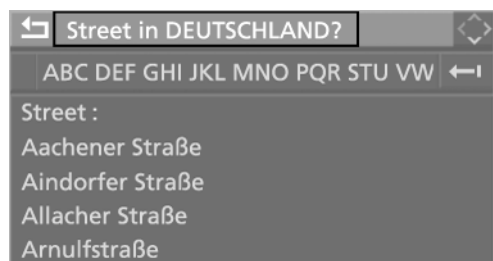 Street in DEUTSCHLAND?
ABC DEF GHI JKL MNO PQR STU VW
Street :
Aachener Straße
Aindorfer Straße
Allacher Straße
Arnulfstraße